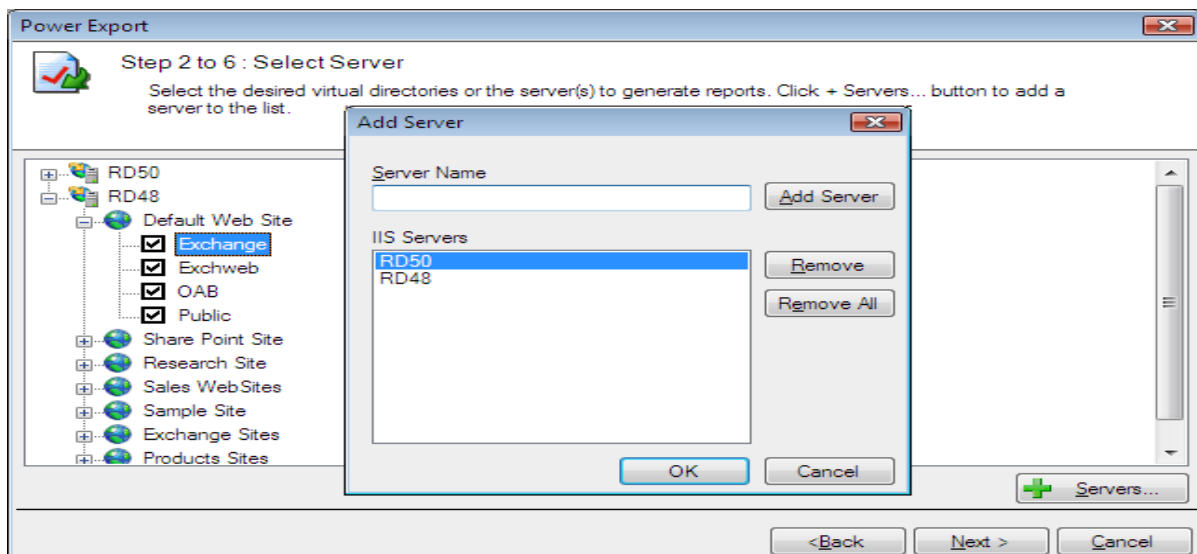 Power Export
Step 2 to 6 : Select Server
Select the desired virtual directories or the server(s) to generate reports. Click + Servers... button to add a
server to the list.
RD50
RD48
Default Web Site
Exchange
Exchweb
OAB
Public
Share Point Site
Research Site
Sales WebSites
Sample Site
Exchange Sites
Products Sites
Add Server
Server Name
Add Server
IIS Servers
RD50
RD48
Remove
Remove All
OK
Cancel
Servers...
<Back
Next >
Cancel